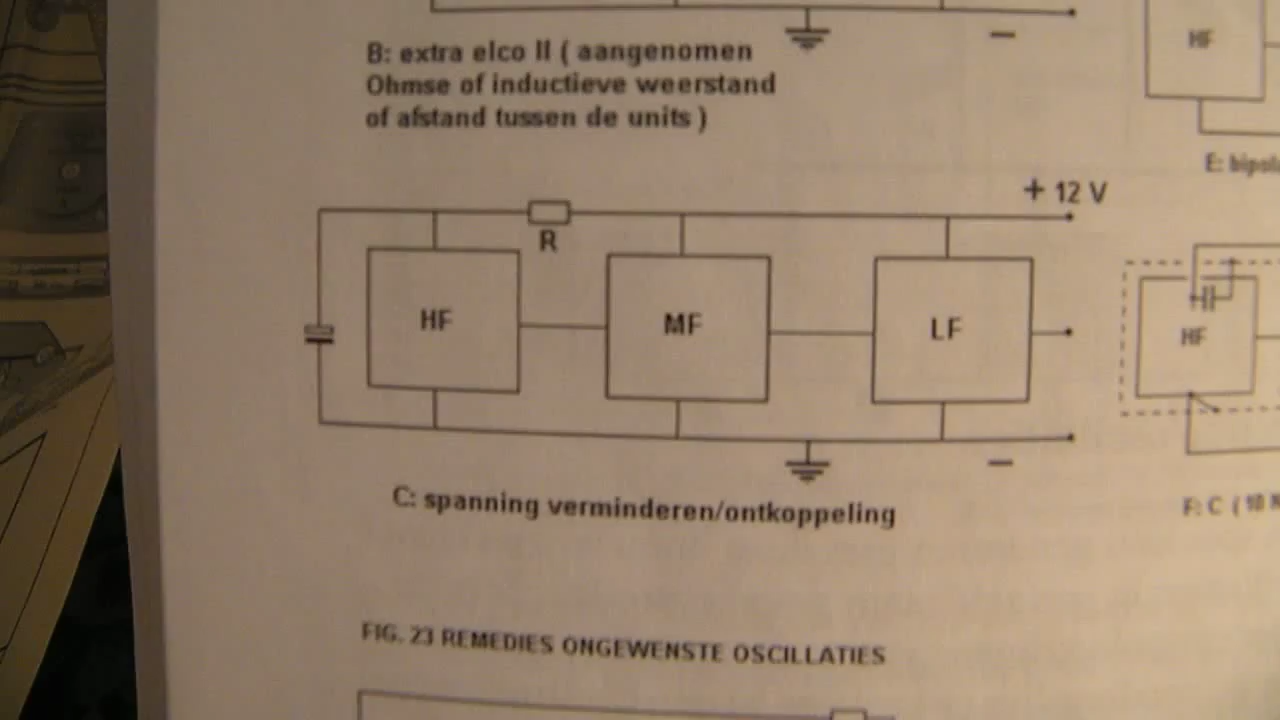 B: extra elco II ( aangenomen
Ohmse of inductieve weerstand
of afstand tussen de units )
—
HF
+ 12 V
R
HF
MF
LF
HF
—
C: spanning verminderen/ontkoppeling
F: C (
FIG. 23 REMEDIES ONGEWENSTE OSCILLATIES